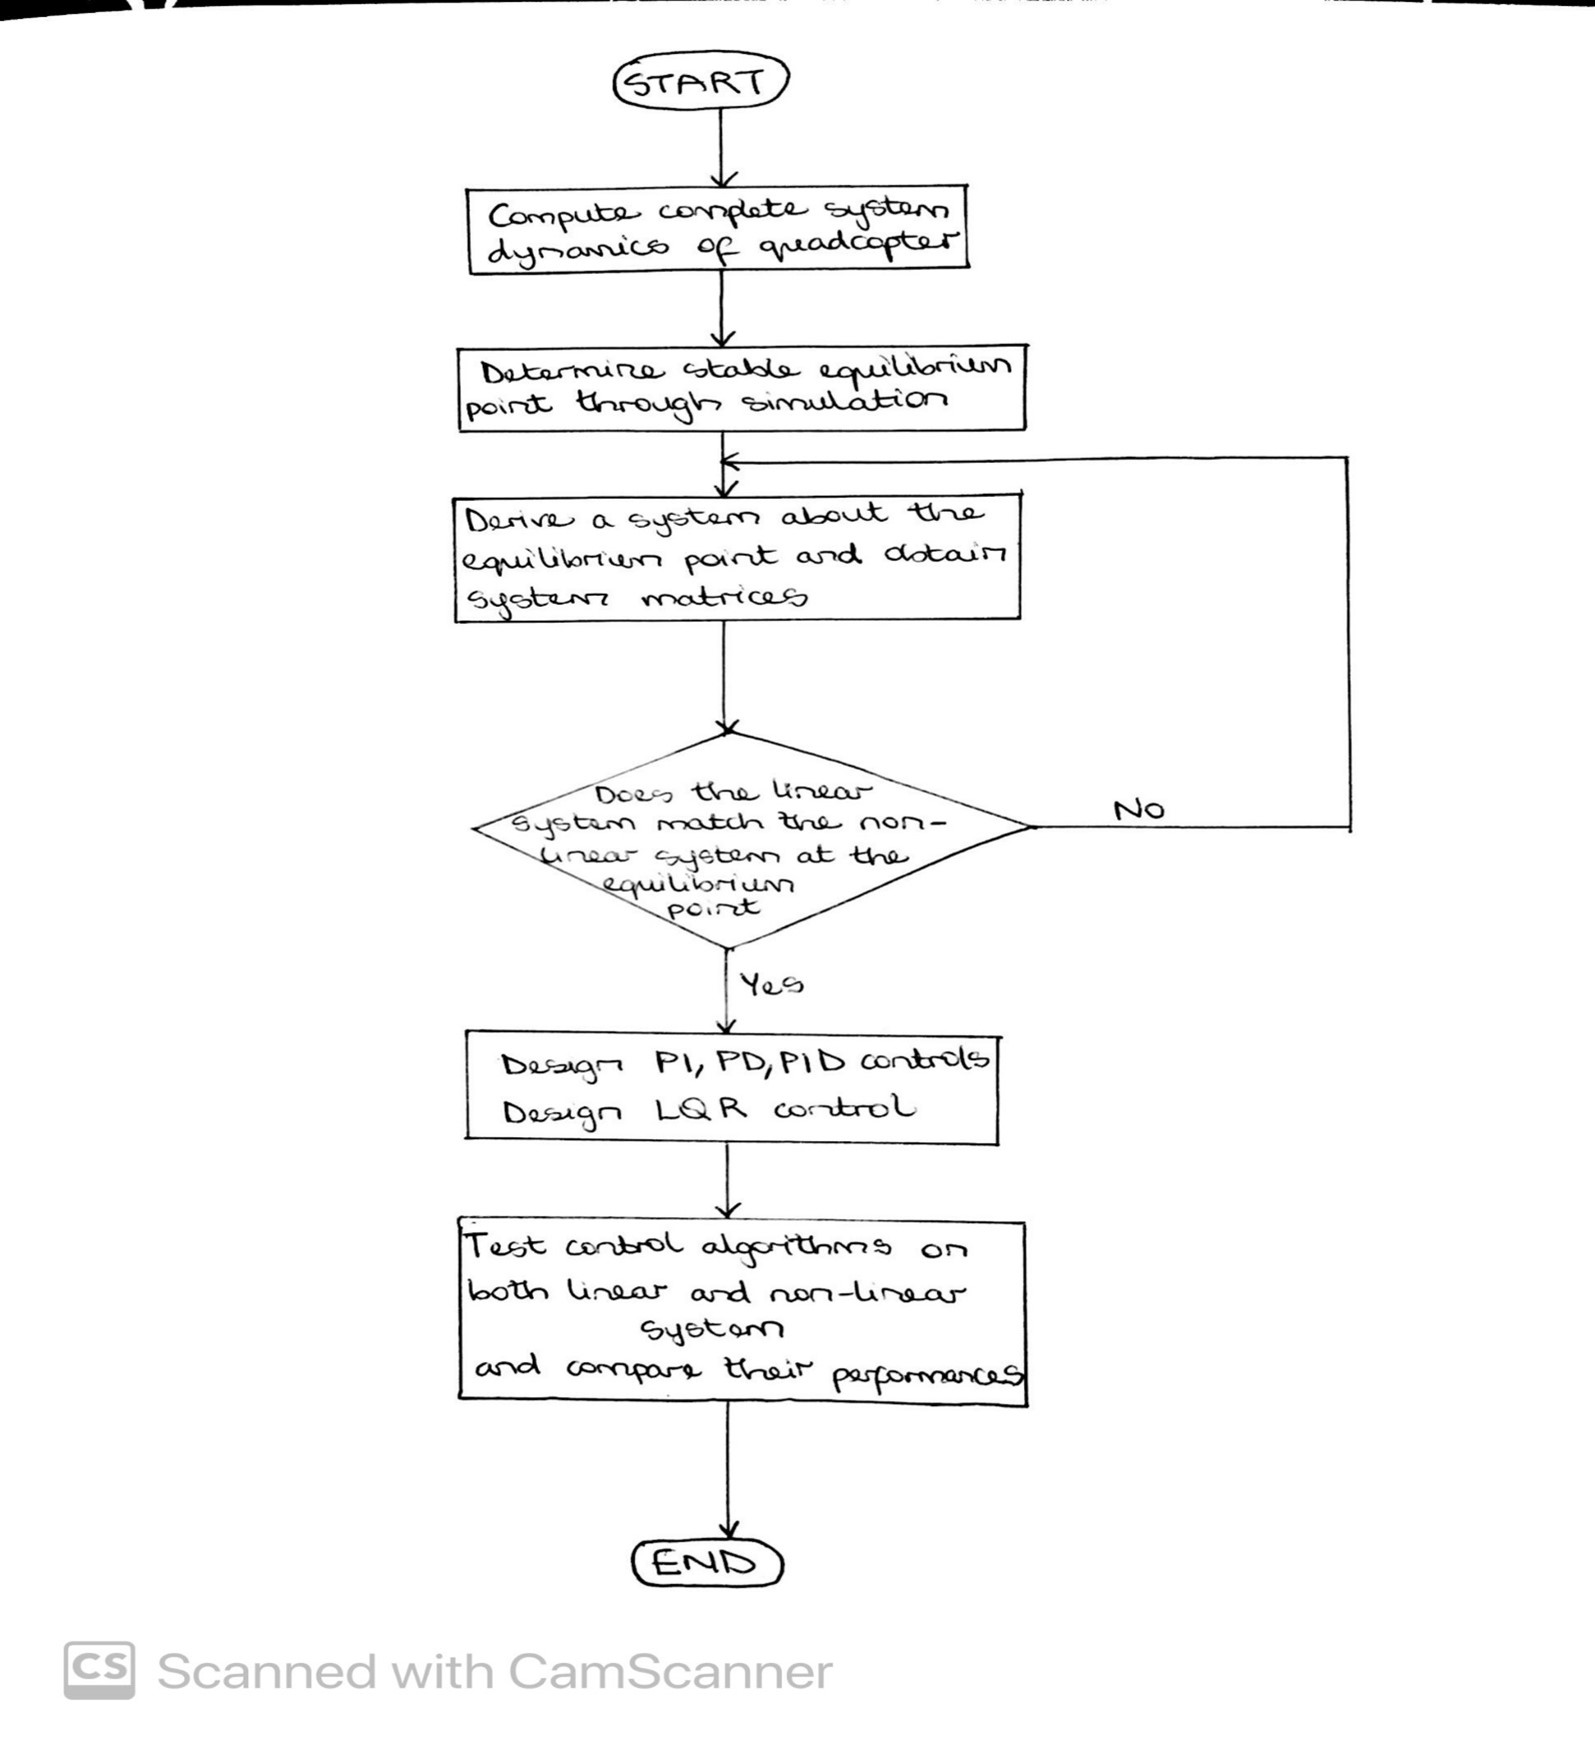 START
Compute complete system
dynamics of quadcopter
Determine stable equilibrium
point through simulation
Derive a system about the
equilibrium point and obtain
system matrices
Does the linear
system match the non-
linear system at the
equilibrium
point
No
Yes
Design PI, PD, PID controls
Design LQR control
Test control algorithms on
both linear and non-linear
system
and compare their performances
END
CS Scanned with CamScanner